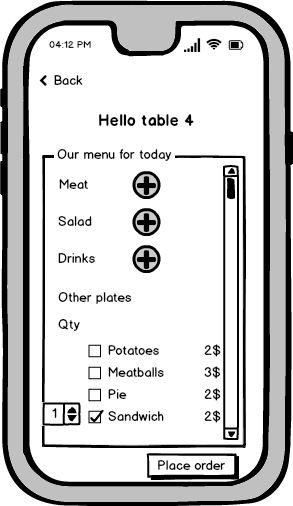 04:12 PM
Back
Hello table 4
Our menu for today
Meat
Salad
Drinks
Other plates
Qty
Potatoes 2$
Meatballs 3$
Pie 2$
1 Sandwich 2$
Place order